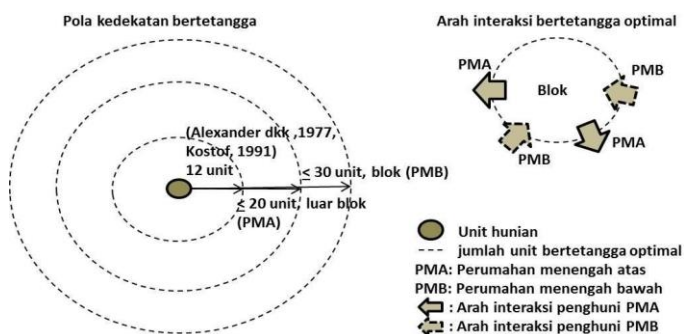 Pola kedekatan bertetangga
(Alexander dkk ,1977,
Kostof, 1991)
12 unit
≤ 30 unit, blok (PMB)
≤ 20 unit, luar blok
(PMA)
Arah interaksi bertetangga optimal
PMA
PMB
Blok
PMB
PMA
Unit hunian
jumlah unit bertetangga optimal
PMA: Perumahan menengah atas
PMB: Perumahan menengah bawah
: Arah interaksi penghuni PMA
: Arah interaksi penghuni PMB